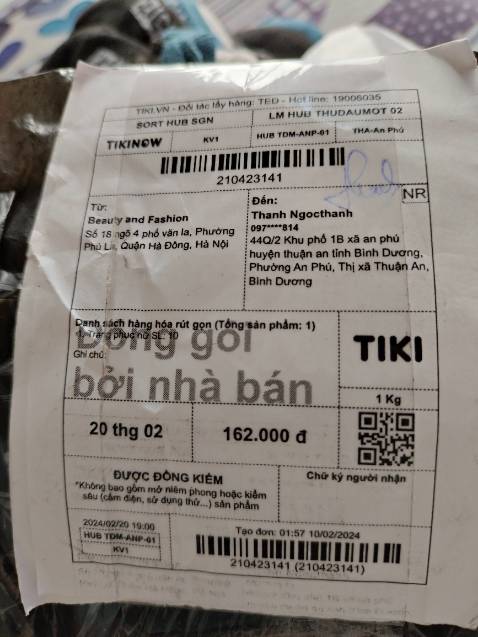 TIKI.VN - Đối tác lấy hàng: TED - Hot line: 19006035
SORT HUB SGN
LM HUB THUDAUMOT 02
TIKINOW
KV1
HUB TDM-ANP-01
THA-An Phú
210423141
NR
Từ:
Beauty and Fashion
Số 18 ngõ 4 phố văn la, Phường
Phú La, Quận Hà Đông, Hà Nội
Đến:
Thanh Ngocthanh
097****814
44Q/2 Khu phố 1B xã an phú
huyện thuận an tỉnh Bình Dương,
Phường An Phú, Thị xã Thuận An,
Bình Dương
Danh sách hàng hóa rút gọn (Tổng sản phẩm: 1)
phục nữ SL: 10
Ghi chú:
Đóng gói
bởi nhà bán
TIKI
1 Kg
20 thg 02
162.000 đ
ĐƯỢC ĐỒNG KIỂM
*Không bao gồm mở niêm phong hoặc kiểm
sâu (cắm điện, sử dụng thử...) sản phẩm
Chữ ký người nhận
2024/02/20 19:00
HUB TDM-ANP-01
KV1
Tạo đơn: 01:57 10/02/2024
210423141 (210423141)